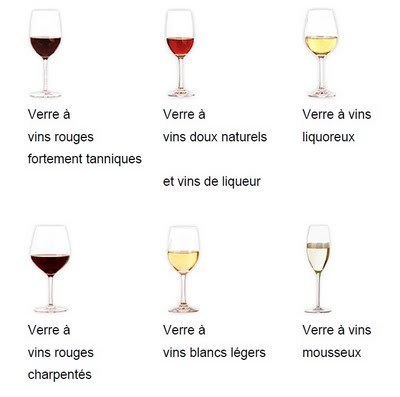 Verre à
vins rouges
fortement tanniques
Verre à
vins doux naturels
et vins de liqueur
Verre à vins
liquoreux
Verre à
vins rouges
charpentés
Verre à
vins blancs légers
Verre à vins
mousseux